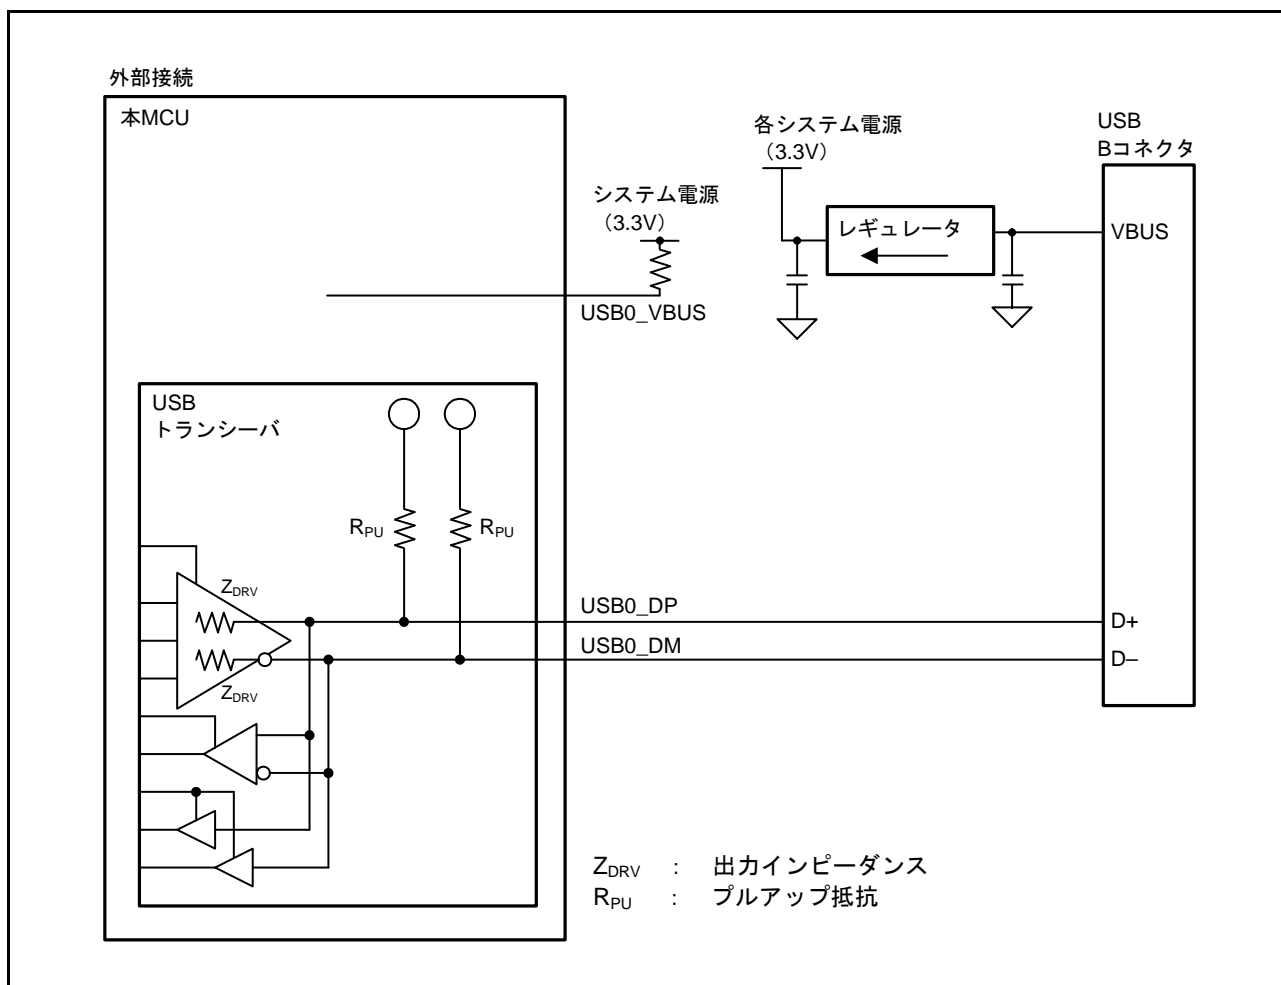 外部接続
本MCU
各システム電源
（3.3V）
USB
Bコネクタ
システム電源
（3.3V）
レギュレータ
VBUS
USB0_VBUS
USB
トランシーバ
RPU
RPU
ZDRV
USB0_DP
D+
USB0_DM
D–
ZDRV
ZDRV : 出力インピーダンス
RPU : プルアップ抵抗